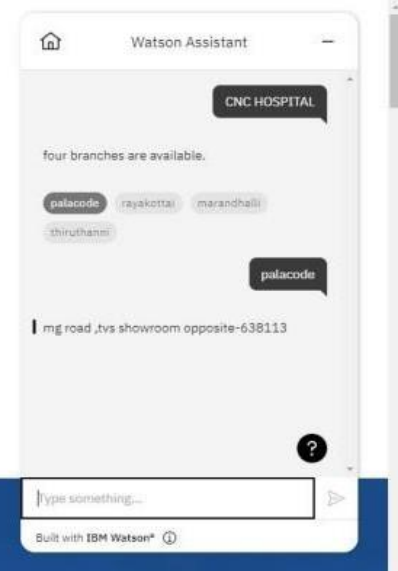 Watson Assistant
CNC HOSPITAL
four branches are available.
palacode rayakottai marandhalli
thiruthanni
palacode
mg road ,tvs showroom opposite-638113
?
Type something...
Built with IBM Watson®